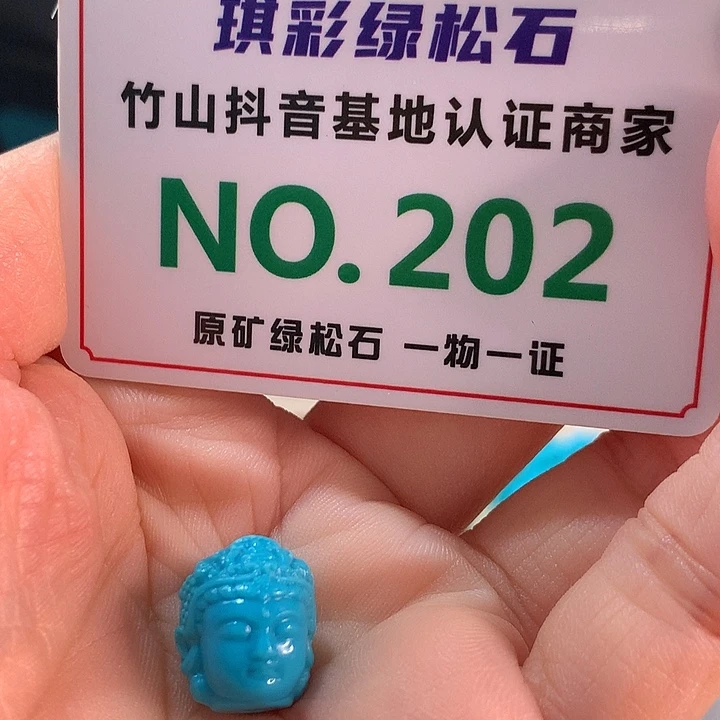 琪彩绿松石
竹山抖音基地认证商家
NO.202
原矿绿松石 一物一证